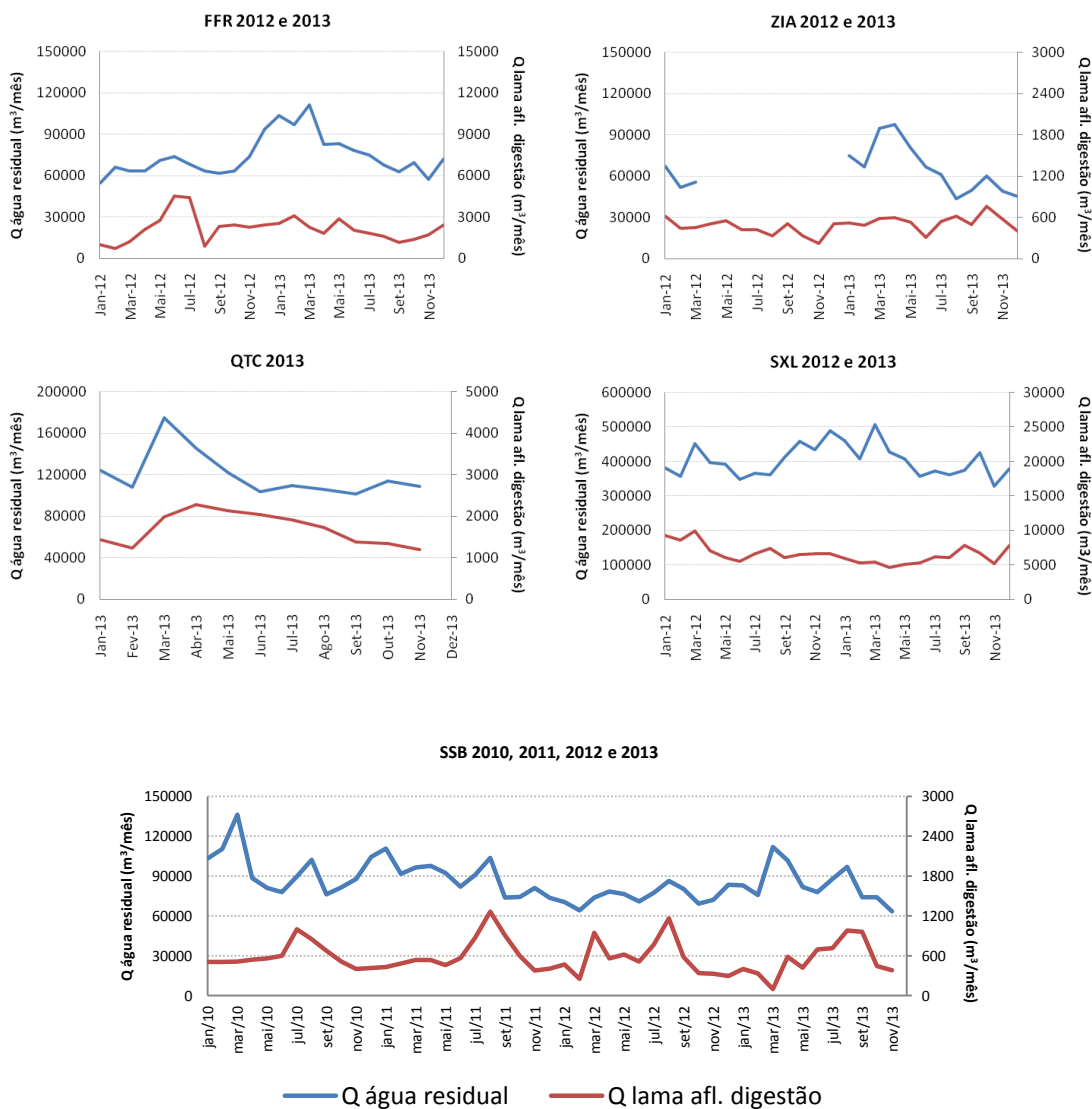 FFR 2012 e 2013
Q água residual (m³/mês)
150000
120000
90000
60000
30000
0
15000
12000
9000
6000
3000
0
Q lama afl. digestão (m³/mês)
Jan-12
Mar-12
Mai-12
Jul-12
Set-12
Nov-12
Jan-13
Mar-13
Mai-13
Jul-13
Set-13
Nov-13
ZIA 2012 e 2013
Q água residual (m³/mês)
150000
120000
90000
60000
30000
0
3000
2400
1800
1200
600
0
Q lama afl. digestão (m³/mês)
Jan-12
Mar-12
Mai-12
Jul-12
Set-12
Nov-12
Jan-13
Mar-13
Mai-13
Jul-13
Set-13
Nov-13
QTC 2013
Q água residual (m³/mês)
200000
160000
120000
80000
40000
0
5000
4000
3000
2000
1000
0
Q lama afl. digestão (m³/mês)
Jan-13
Fev-13
Mar-13
Abr-13
Mai-13
Jun-13
Jul-13
Ago-13
Set-13
Out-13
Nov-13
Dez-13
SXL 2012 e 2013
Q água residual (m³/mês)
600000
500000
400000
300000
200000
100000
0
30000
25000
20000
15000
10000
5000
0
Q lama afl. digestão (m3/mês)
Jan-12
Mar-12
Mai-12
Jul-12
Set-12
Nov-12
Jan-13
Mar-13
Mai-13
Jul-13
Set-13
Nov-13
SSB 2010, 2011, 2012 e 2013
Q água residual (m³/mês)
150000
120000
90000
60000
30000
0
3000
2400
1800
1200
600
0
Q lama afl. digestão (m³/mês)
jan/10
mar/10
mai/10
jul/10
set/10
nov/10
jan/11
mar/11
mai/11
jul/11
set/11
nov/11
jan/12
mar/12
mai/12
jul/12
set/12
nov/12
jan/13
mar/13
mai/13
jul/13
set/13
nov/13
Q água residual
Q lama afl. digestão